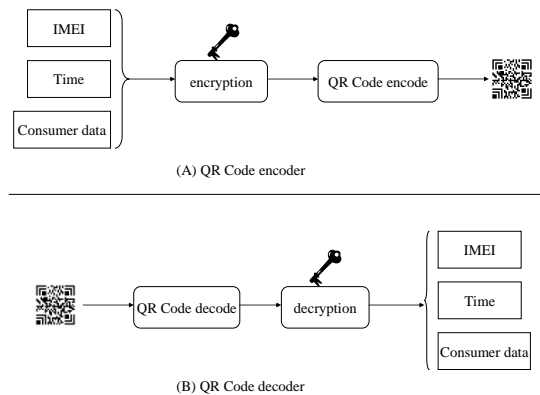 IMEI
Time
Consumer data
encryption
QR Code encode
(A) QR Code encoder
QR Code decode
decryption
IMEI
Time
Consumer data
(B) QR Code decoder